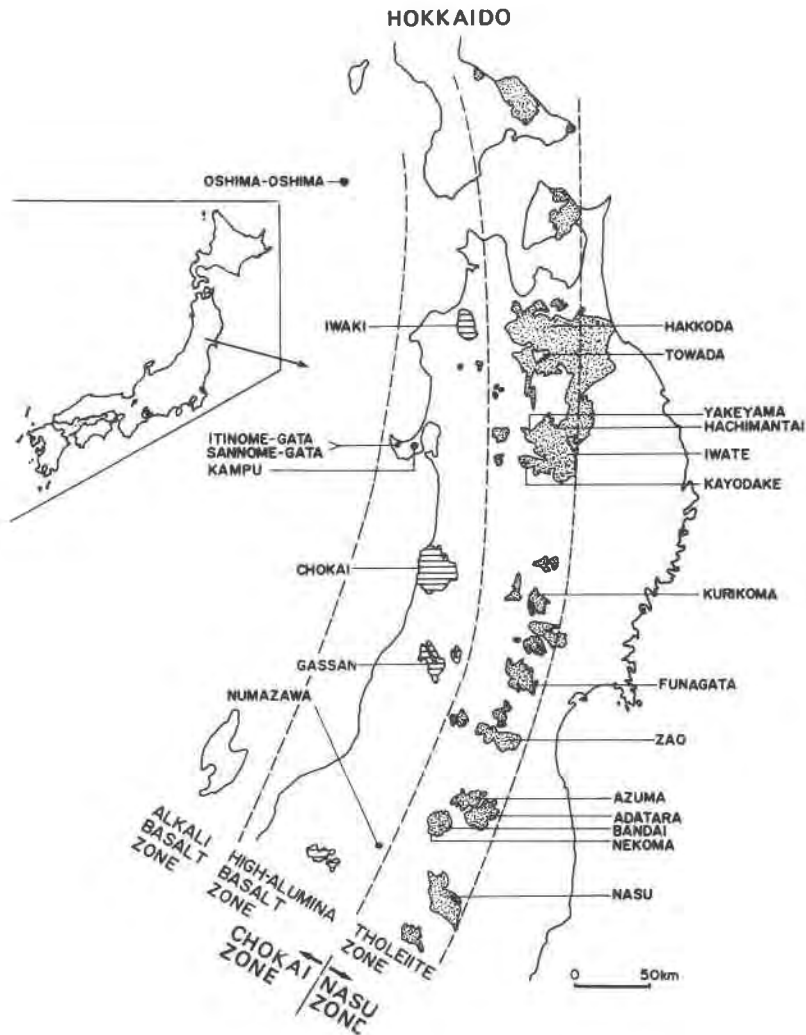 HOKKAIDO
OSHIMA-OSHIMA
IWAKI
HAKKODA
TOWADA
YAKEYAMA
HACHIMANTAI
ITINOME-GATA
SANNOME-GATA
KAMPU
IWATE
KAYODAKE
CHOKAI
KURIKOMA
GASSAN
FUNAGATA
NUMAZAWA
ZAO
AZUMA
ADATARA
BANDAI
NEKOMA
NASU
ALKALI
BASALT
ZONE
HIGH-ALUMINA
BASALT
ZONE
THOLEIITE
ZONE
CHOKAI
ZONE
NASU
ZONE
0 50km